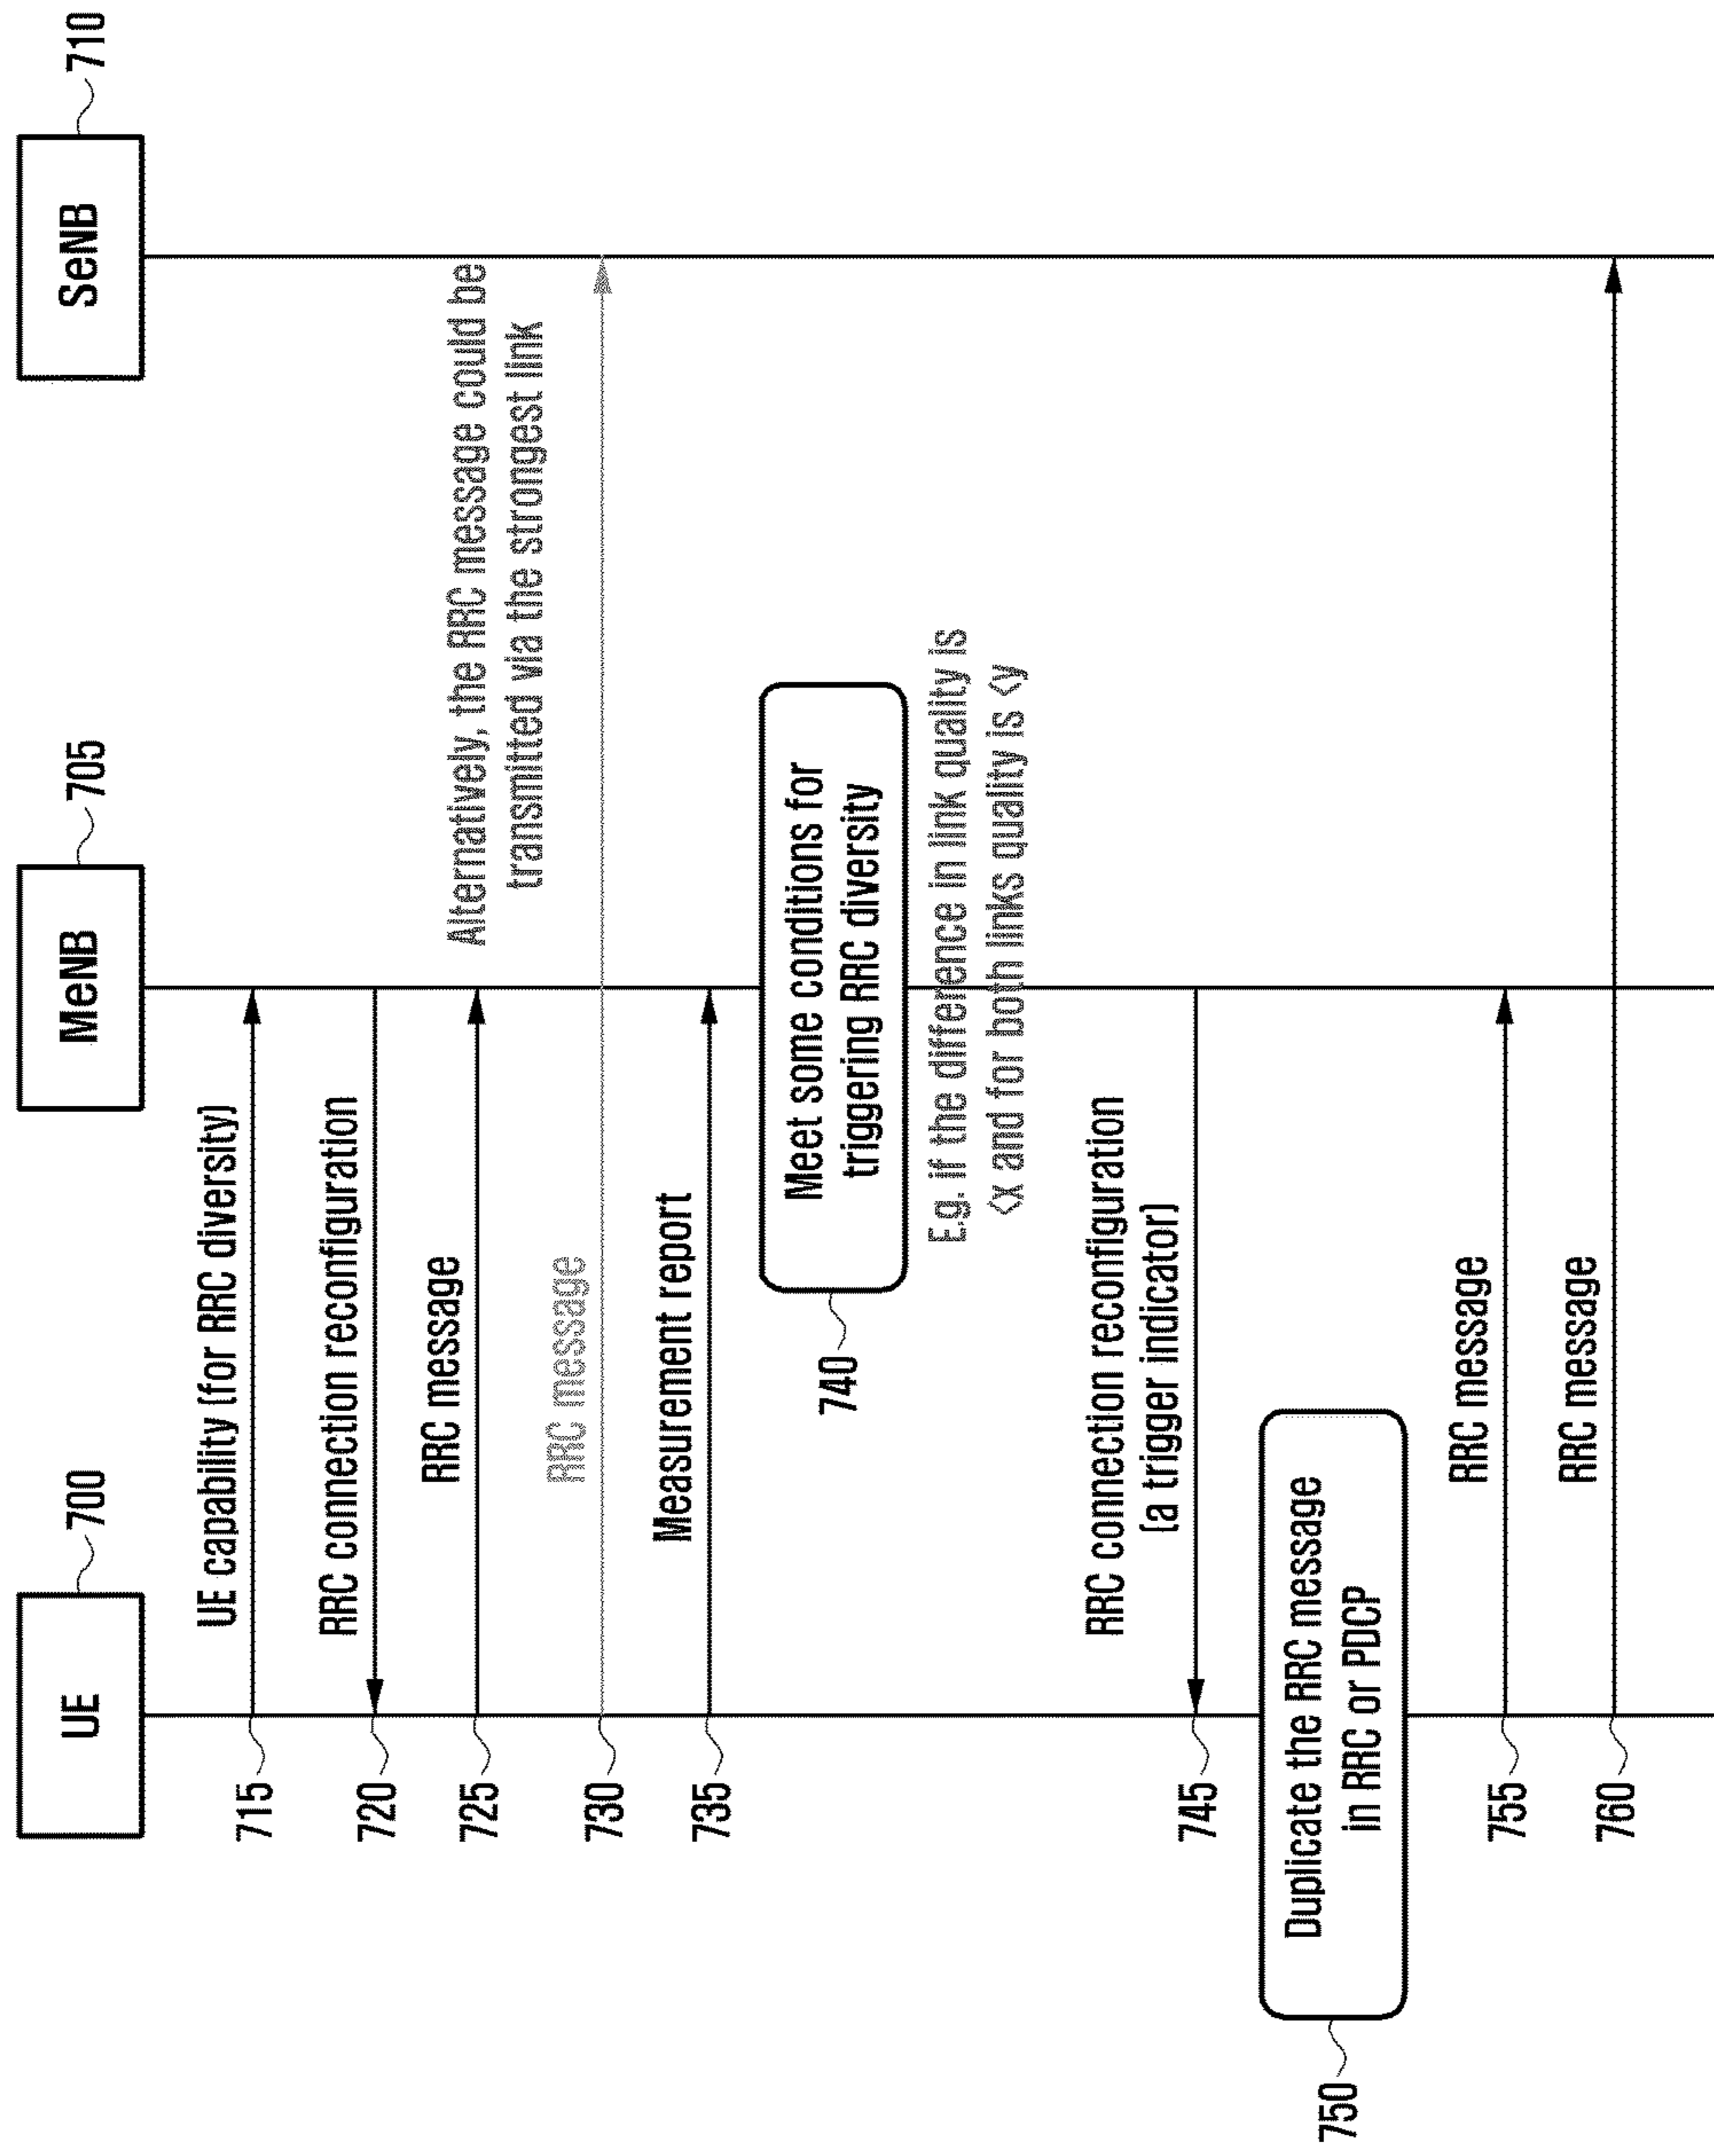 UE
700
MeNB
705
SeNB
710
715
UE capability (for RRC diversity)
720
RRC connection reconfiguration
725
RRC message
Alternatively, the RRC message could be
transmitted via the strongest link
730
RRC message
735
Measurement report
740
Meet some conditions for
triggering RRC diversity
E.g. if the difference in link quality is
<x and for both links quality is <y
745
RRC connection reconfiguration
(a trigger indicator)
750
Duplicate the RRC message
in RRC or PDCP
755
RRC message
760
RRC message